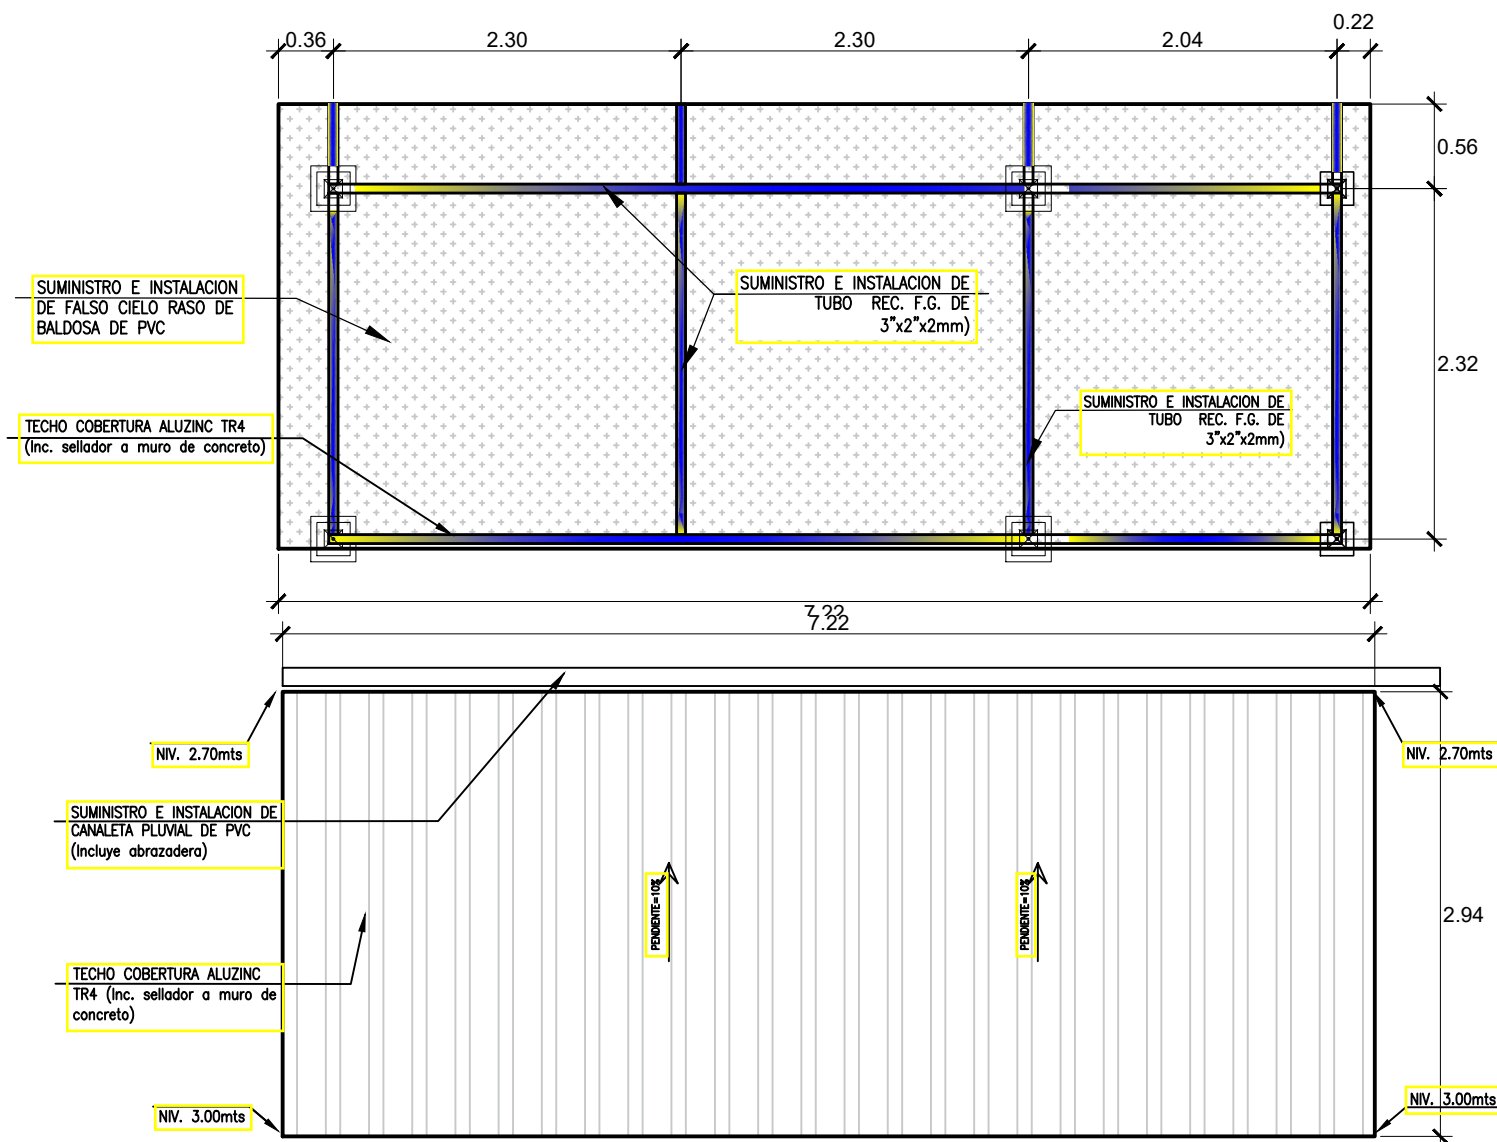 0.22
0.36
2.30
2.30
2.04
0.56
SUMINISTRO E INSTALACION
DE FALSO CIELO RASO DE
BALDOSA DE PVC
SUMINISTRO E INSTALACION DE
TUBO REC. F.G. DE
3"x2"x2mm)
2.32
SUMINISTRO E INSTALACION DE
TUBO REC. F.G. DE
3"x2"x2mm)
TECHO COBERTURA ALUZINC TR4
(Inc. sellador a muro de concreto)
7.22
7.22
NIV. 2.70mts
NIV. 2.70mts
SUMINISTRO E INSTALACION DE
CANALETA PLUVIAL DE PVC
(Incluye abrazadera)
PENDIENTE=10%
PENDIENTE=10%
2.94
TECHO COBERTURA ALUZINC
TR4 (Inc. sellador a muro de
concreto)
NIV. 3.00mts
NIV. 3.00mts